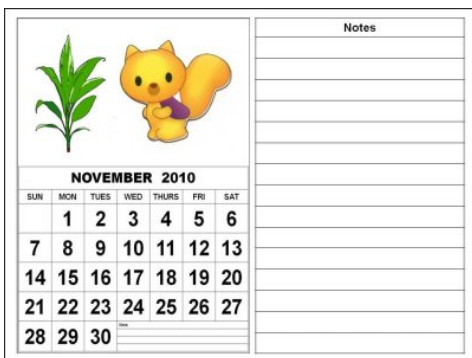 Notes
NOVEMBER 2010
SUN MON TUES WED THURS FRI SAT
1 2 3 4 5 6
7 8 9 10 11 12 13
14 15 16 17 18 19 20
21 22 23 24 25 26 27
28 29 30